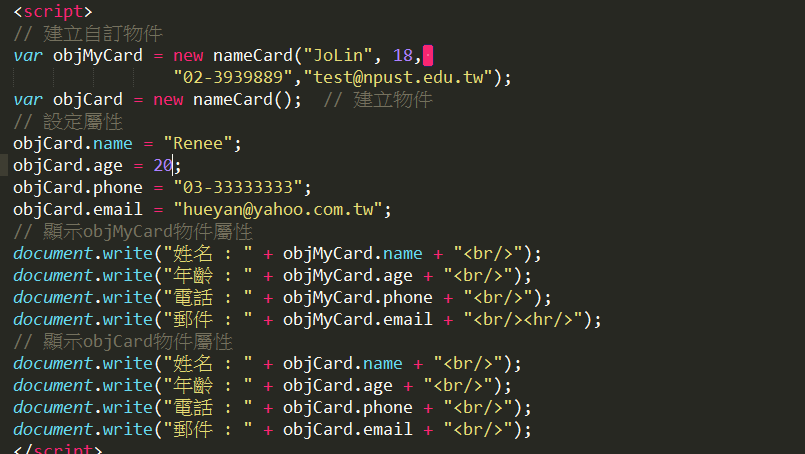 <script>
// 建立自訂物件
var objMyCard = new nameCard("JoLin", 18,
"02-3939889","test@npust.edu.tw");
var objCard = new nameCard();  // 建立物件
// 設定屬性
objCard.name = "Renee";
objCard.age = 20;
objCard.phone = "03-33333333";
objCard.email = "hueyan@yahoo.com.tw";
// 顯示objMyCard物件屬性
document.write("姓名 : " + objMyCard.name + "<br/>");
document.write("年齡 : " + objMyCard.age + "<br/>");
document.write("電話 : " + objMyCard.phone + "<br/>");
document.write("郵件 : " + objMyCard.email + "<br/><hr/>");
// 顯示objCard物件屬性
document.write("姓名 : " + objCard.name + "<br/>");
document.write("年齡 : " + objCard.age + "<br/>");
document.write("電話 : " + objCard.phone + "<br/>");
document.write("郵件 : " + objCard.email + "<br/>");
</script>